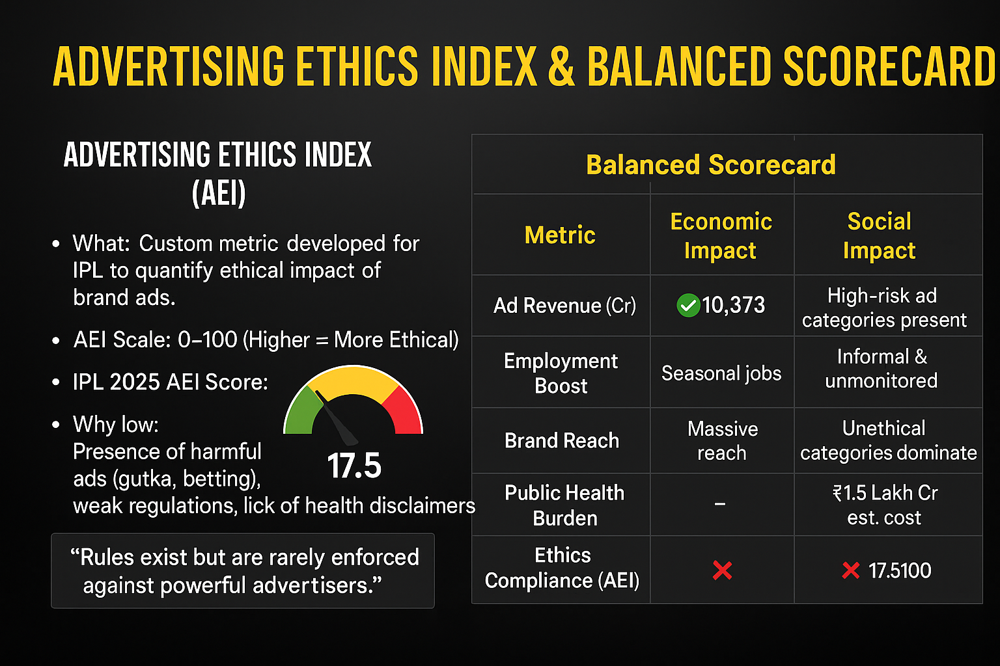 ADVERTISING ETHICS INDEX & BALANCED SCORECARD
ADVERTISING ETHICS INDEX
(AEI)
• What: Custom metric developed for
IPL to quantify ethical impact of
brand ads.
• AEI Scale: 0–100 (Higher = More Ethical)
• IPL 2025 AEI Score:
17.5
• Why low:
Presence of harmful
ads (gutka, betting),
weak regulations, lick of health disclaimers
“Rules exist but are rarely enforced
against powerful advertisers.”
Balanced Scorecard
Metric
Economic
Impact
Social
Impact
Ad Revenue (Cr)
✅ 10,373
High-risk ad
categories present
Employment
Boost
Seasonal jobs
Informal &
unmonitored
Brand Reach
Massive
reach
Unethical
categories dominate
Public Health
Burden
–
₹1.5 Lakh Cr
est. cost
Ethics
Compliance (AEI)
❌
❌ 17.5100